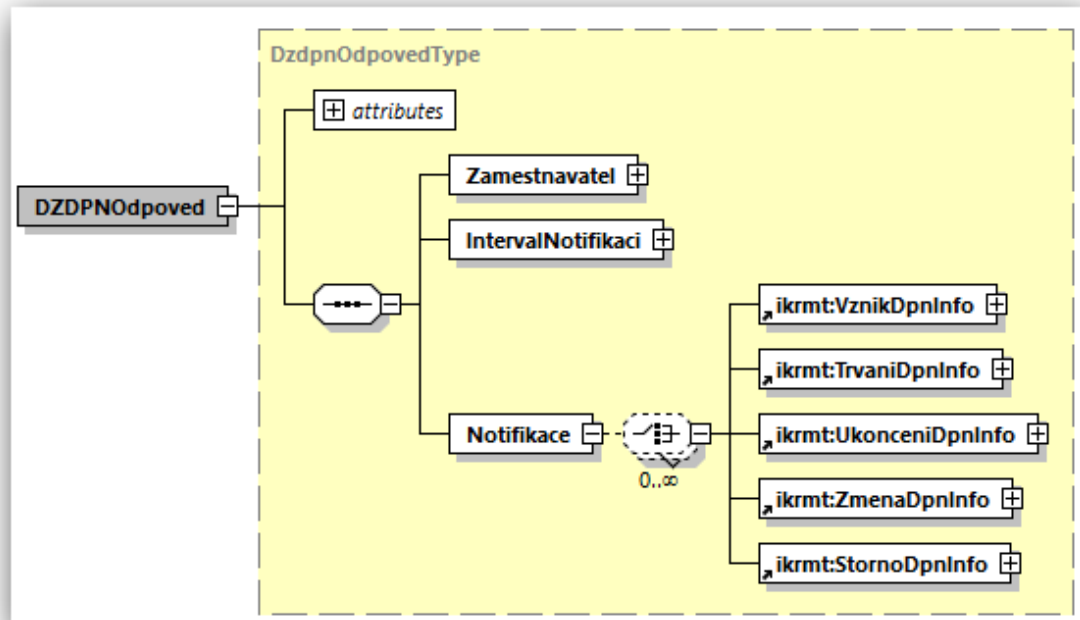 DzdpnOdpovedType
attributes
Zamestnavatel
DZDPNOdpoved
IntervalNotifikaci
ikrmt:VznikDpnInfo
ikrmt:TrvaniDpnInfo
Notifikace
ikrmt:UkonceniDpnInfo
0..∞
ikrmt:ZmenaDpnInfo
ikrmt:StornoDpnInfo